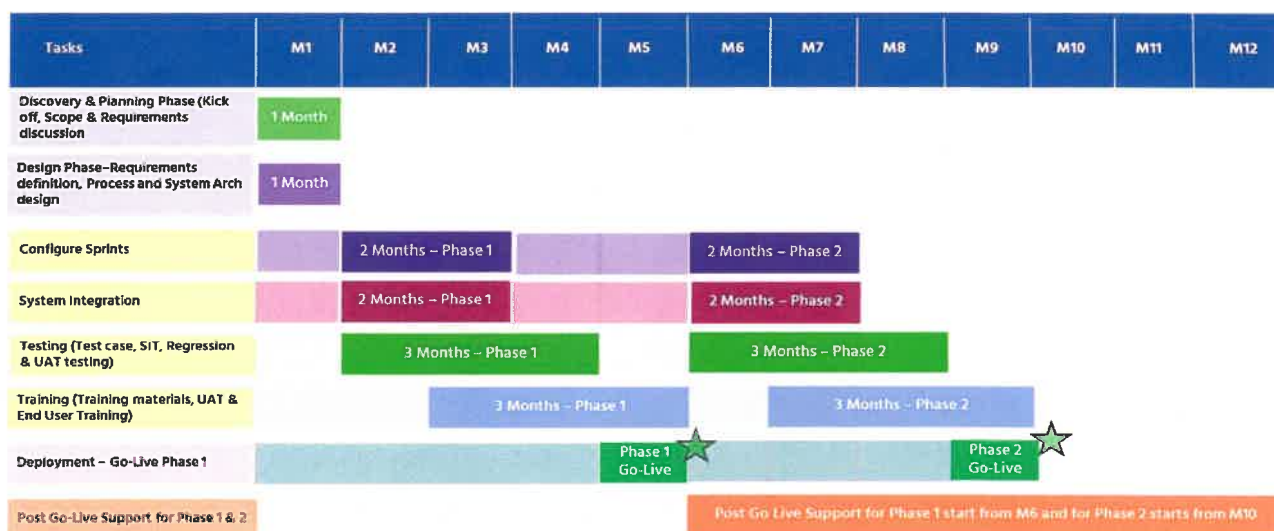 Tasks M1 M2 M3 M4 M5 M6 M7 M8 M9 M10 M11 M12
Discovery & Planning Phase (Kick
off, Scope & Requirements
discussion
1 Month
Design Phase–Requirements
definition, Process and System Arch
design
1 Month
Configure Sprints
2 Months – Phase 1
2 Months – Phase 2
System Integration
2 Months – Phase 1
2 Months – Phase 2
Testing (Test case, SIT, Regression
& UAT testing)
3 Months – Phase 1
3 Months – Phase 2
Training (Training materials, UAT &
End User Training)
3 Months – Phase 1
3 Months – Phase 2
Deployment – Go-Live Phase 1
Phase 1
Go-Live
Phase 2
Go-Live
Post Go-Live Support for Phase 1 & 2
Post Go Live Support for Phase 1 start from M6 and for Phase 2 starts from M10